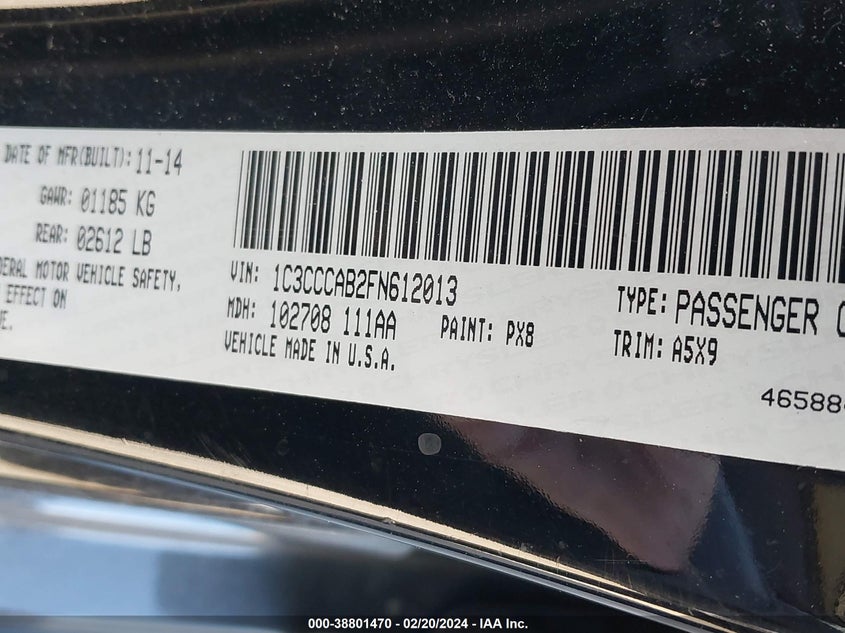 DATE OF MFR(BUILT): 11-14
GAWR: 01185 KG
REAR: 02612 LB
MOTOR VEHICLE SAFETY,
EFFECT ON
VIN: 1C3CCCAB2FN612013
MDH: 102708 111AA
PAINT: PX8
VEHICLE MADE IN U.S.A.
TYPE: PASSENGER
TRIM: A5X9
000-38801470 - 02/20/2024 - IAA Inc.